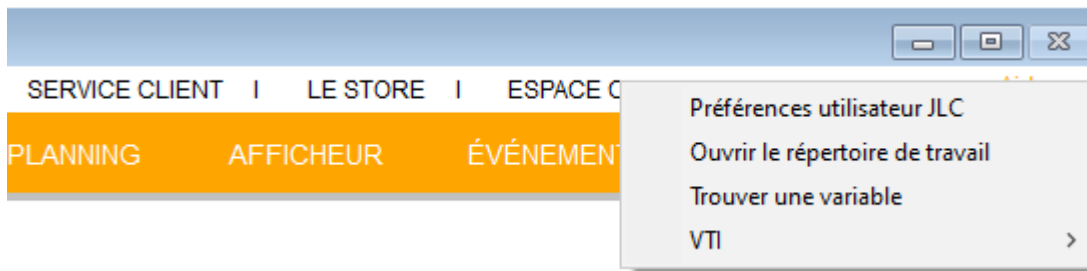 SERVICE CLIENT I LE STORE I ESPACE
PLANNING AFFICHEUR ÉVÉNEMENT
Préférences utilisateur JLC
Ouvrir le répertoire de travail
Trouver une variable
VTI